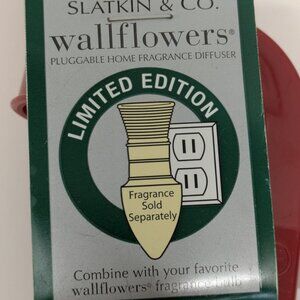 SLATKIN & CO.
wallflowers®
PLUGGABLE HOME FRAGRANCE DIFFUSER
LIMITED EDITION
Fragrance
Sold
Separately
Combine with your favorite
wallflowers® fragrance bulb